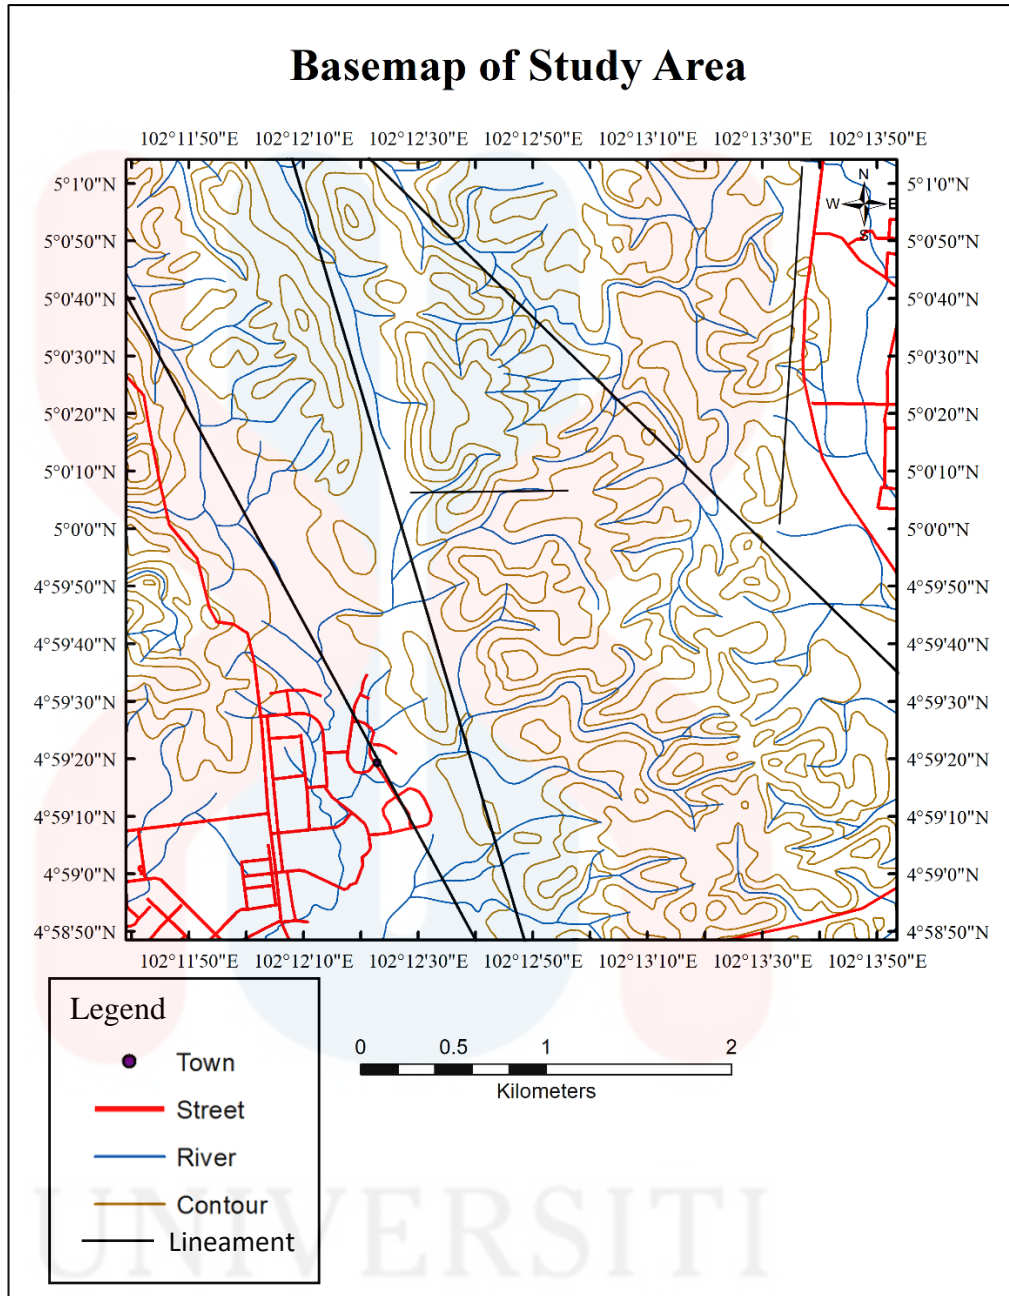 Basemap of Study Area
102°11'50"E 102°12'10"E 102°12'30"E 102°12'50"E 102°13'10"E 102°13'30"E 102°13'50"E
N
W E
S
5°1'0"N 5°1'0"N
5°0'50"N 5°0'50"N
5°0'40"N 5°0'40"N
5°0'30"N 5°0'30"N
5°0'20"N 5°0'20"N
5°0'10"N 5°0'10"N
5°0'0"N 5°0'0"N
4°59'50"N 4°59'50"N
4°59'40"N 4°59'40"N
4°59'30"N 4°59'30"N
4°59'20"N 4°59'20"N
4°59'10"N 4°59'10"N
4°59'0"N 4°59'0"N
4°58'50"N 4°58'50"N
102°11'50"E 102°12'10"E 102°12'30"E 102°12'50"E 102°13'10"E 102°13'30"E 102°13'50"E
Legend
Town
Street
River
Contour
Lineament
0 0.5 1 2
Kilometers
UNIVERSITI